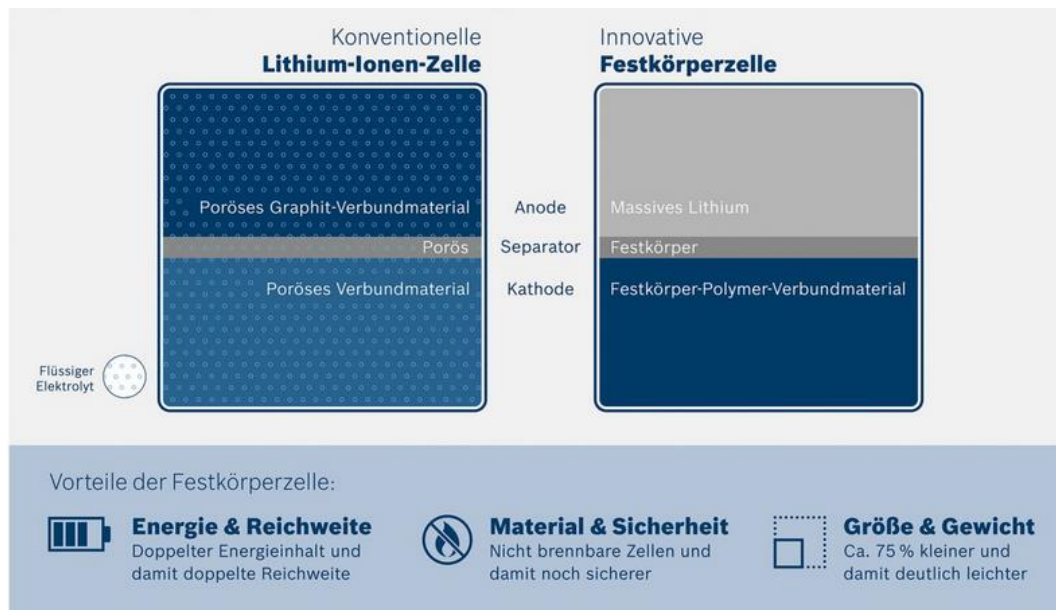 Konventionelle
Lithium-Ionen-Zelle
Innovative
Festkörperzelle
Poröses Graphit-Verbundmaterial
Anode
Massives Lithium
Porös
Separator
Festkörper
Poröses Verbundmaterial
Kathode
Festkörper-Polymer-Verbundmaterial
Flüssiger
Elektrolyt
Vorteile der Festkörperzelle:
Energie & Reichweite
Doppelter Energieinhalt und
damit doppelte Reichweite
Material & Sicherheit
Nicht brennbare Zellen und
damit noch sicherer
Größe & Gewicht
Ca. 75 % kleiner und
damit deutlich leichter